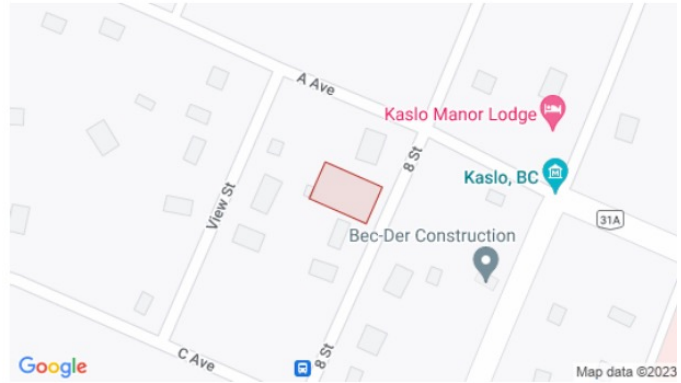 A Ave
Kaslo Manor Lodge
8 St
Kaslo, BC
View St
31A
Bec-Der Construction
8 St
C Ave
Google
Map data ©2023